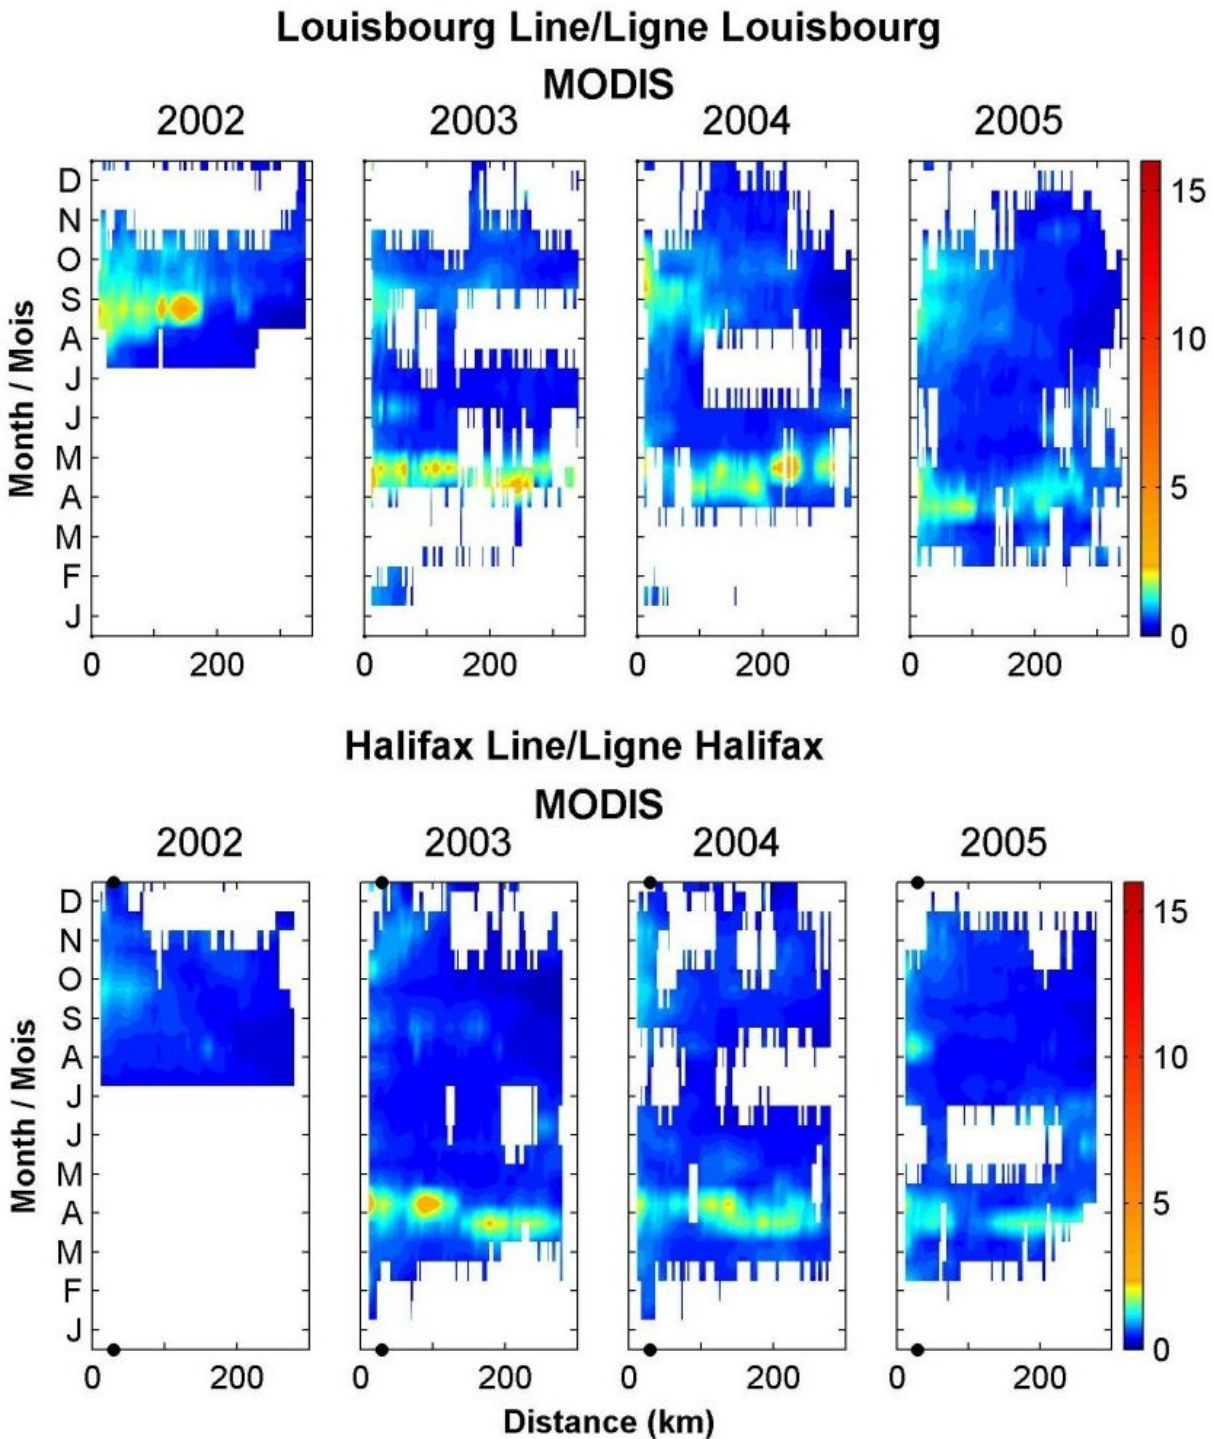 Louisbourg Line/Ligne Louisbourg
MODIS
2002 2003 2004 2005
Month / Mois
D
N
O
S
A
J
J
M
A
M
F
J
15
10
5
0
0 200 0 200 0 200 0 200
Halifax Line/Ligne Halifax
MODIS
2002 2003 2004 2005
Month / Mois
D
N
O
S
A
J
J
M
A
M
F
J
15
10
5
0
0 200 0 200 0 200 0 200
Distance (km)